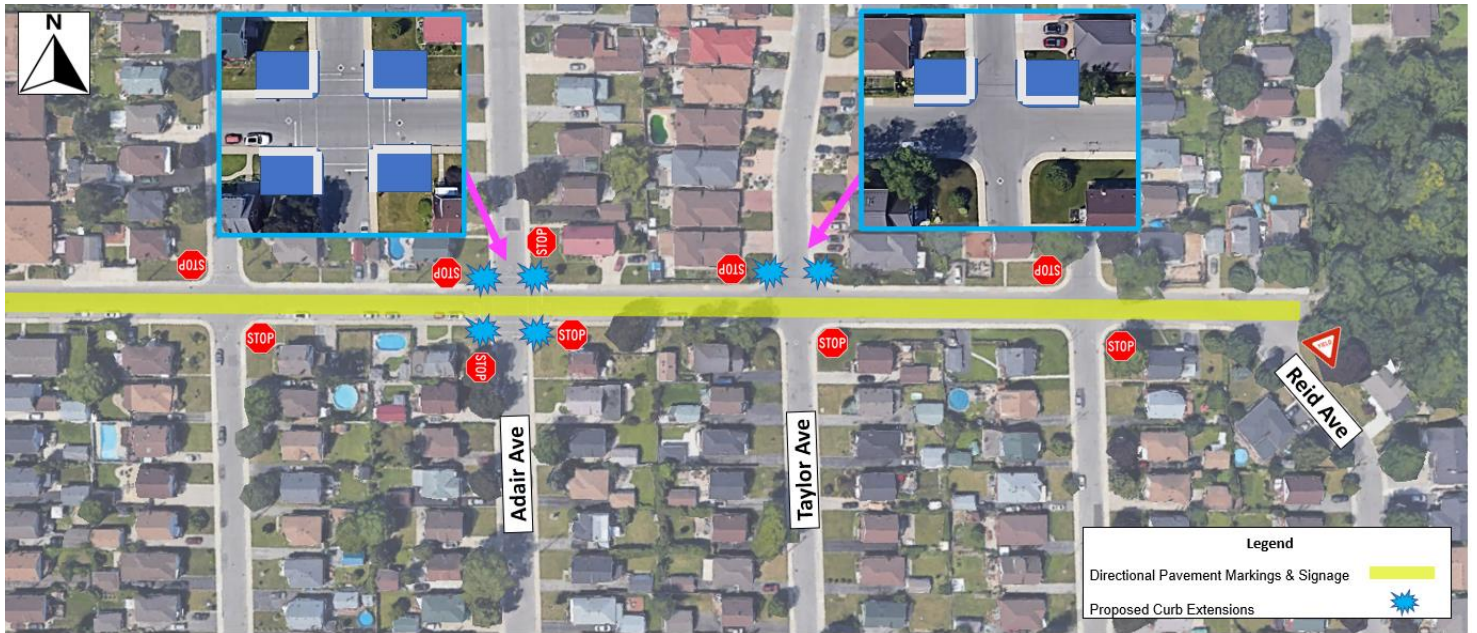 N
STOP
STOP
STOP
STOP
STOP
STOP
STOP
STOP
STOP
STOP
YIELD
Adair Ave
Taylor Ave
Reid Ave
Legend
Directional Pavement Markings & Signage
Proposed Curb Extensions